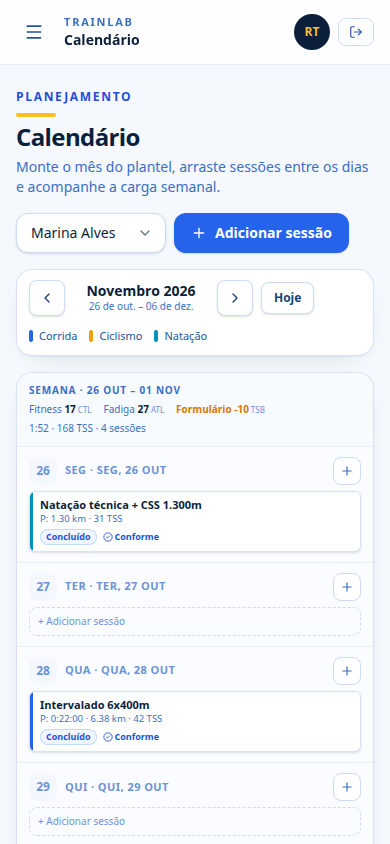 TRAINLAB
Calendário
RT
PLANEJAMENTO
Calendário
Monte o mês do plantel, arraste sessões entre os dias
e acompanhe a carga semanal.
Marina Alves
Adicionar sessão
Novembro 2026
26 de out. – 06 de dez.
Hoje
Corrida
Ciclismo
Natação
SEMANA · 26 OUT – 01 NOV
Fitness 17 CTL Fadiga 27 ATL Formulário -10 TSB
1:52 · 168 TSS · 4 sessões
26 SEG · SEG, 26 OUT
Natação técnica + CSS 1.300m
P: 1.30 km · 31 TSS
Concluído Conforme
27 TER · TER, 27 OUT
+ Adicionar sessão
28 QUA · QUA, 28 OUT
Intervalado 6x400m
P: 0:22:00 · 6.38 km · 42 TSS
Concluído Conforme
29 QUI · QUI, 29 OUT
+ Adicionar sessão